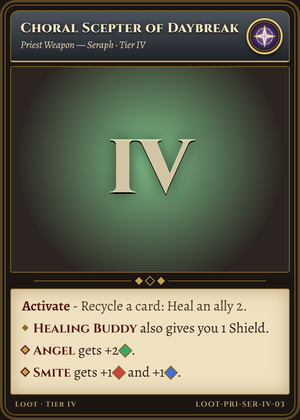 Choral Scepter of Daybreak
Priest Weapon — Seraph · Tier IV
IV
Activate - Recycle a card: Heal an ally 2.
Healing Buddy also gives you 1 Shield.
Angel gets +2.
Smite gets +1 and +1.
Loot · Tier IV
LOOT-PRI-SER-IV-03